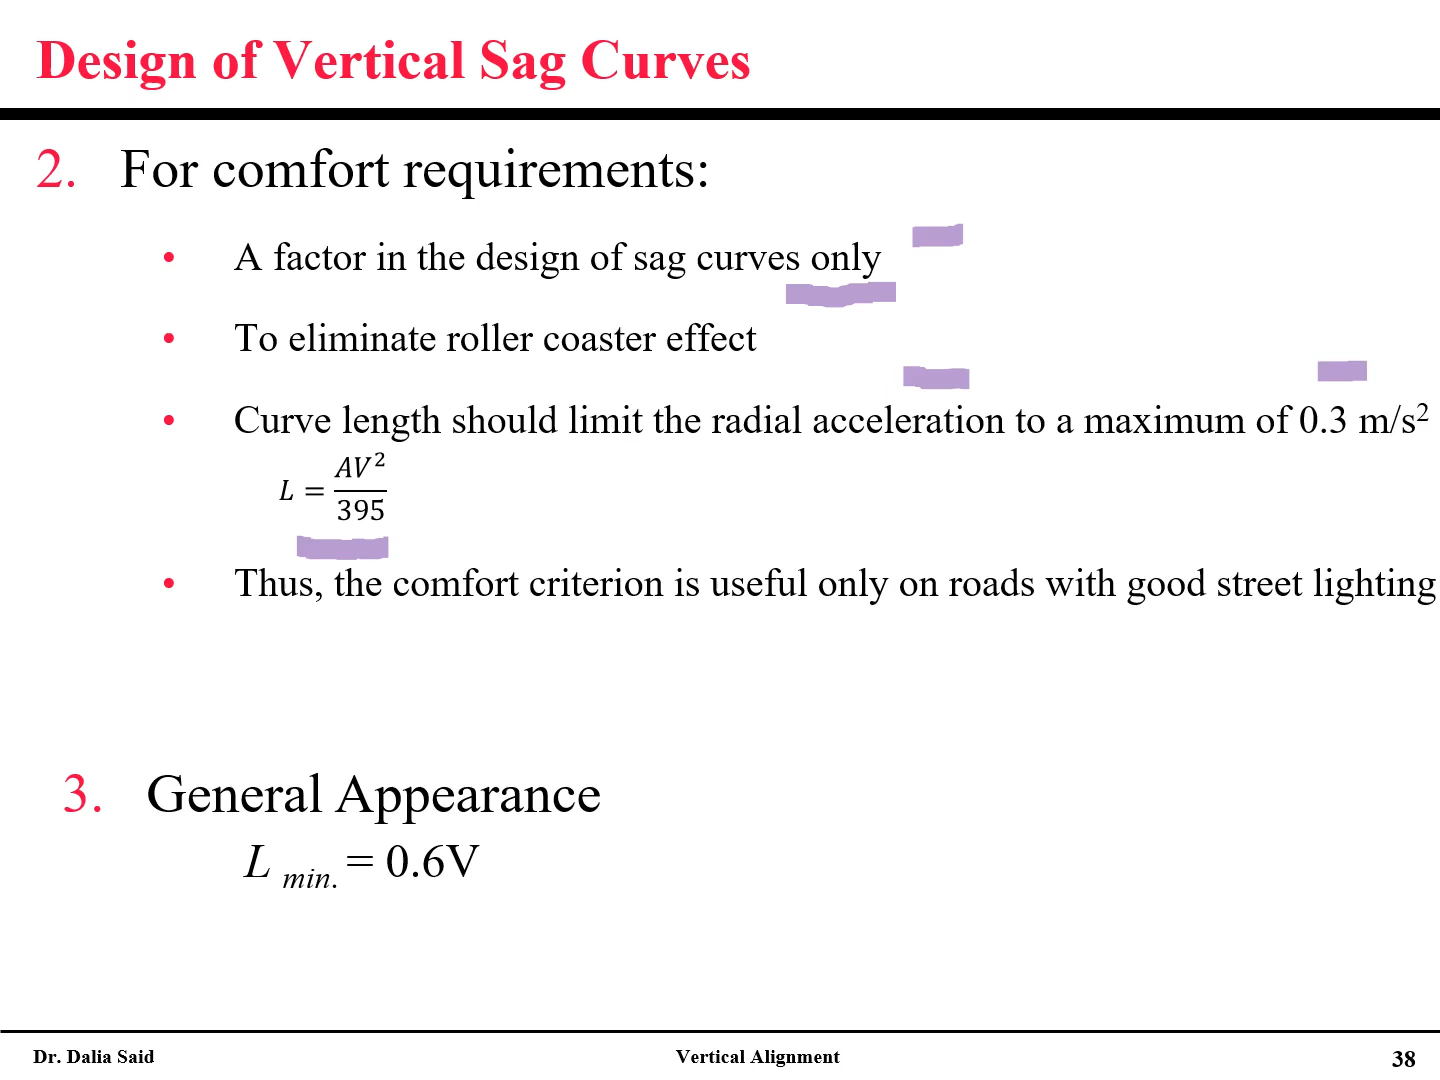 Design of Vertical Sag Curves
2. For comfort requirements:
• A factor in the design of sag curves only
• To eliminate roller coaster effect
• Curve length should limit the radial acceleration to a maximum of 0.3 m/s²
L = AV²/395
• Thus, the comfort criterion is useful only on roads with good street lighting
3. General Appearance
L min. = 0.6V
Dr. Dalia Said Vertical Alignment 38